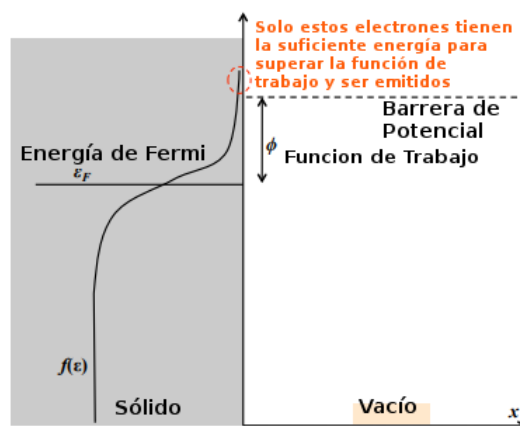 Solo estos electrones tienen
la suficiente energía para
superar la función de
trabajo y ser emitidos
Barrera de
Potencial
Energía de Fermi
ϕ
Funcion de Trabajo
ε_F
f(ε)
Sólido
Vacío
x